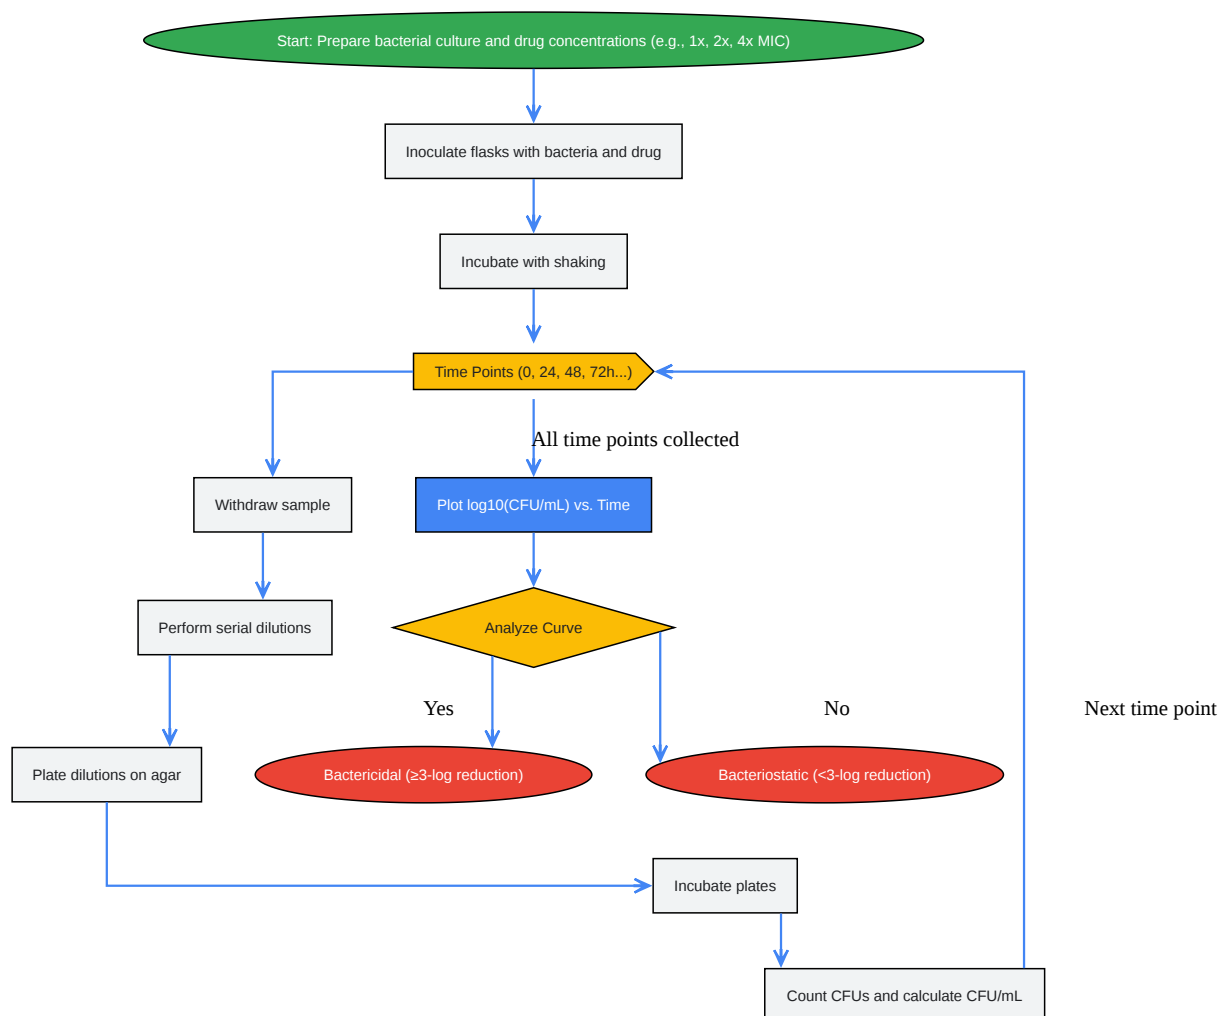 Start: Prepare bacterial culture and drug concentrations (e.g., 1x, 2x, 4x MIC)
Inoculate flasks with bacteria and drug
Incubate with shaking
Time Points (0, 24, 48, 72h...)
All time points collected
Withdraw sample
Plot log10(CFU/mL) vs. Time
Perform serial dilutions
Analyze Curve
Yes
No
Next time point
Plate dilutions on agar
Bactericidal (≥3-log reduction)
Bacteriostatic (<3-log reduction)
Incubate plates
Count CFUs and calculate CFU/mL